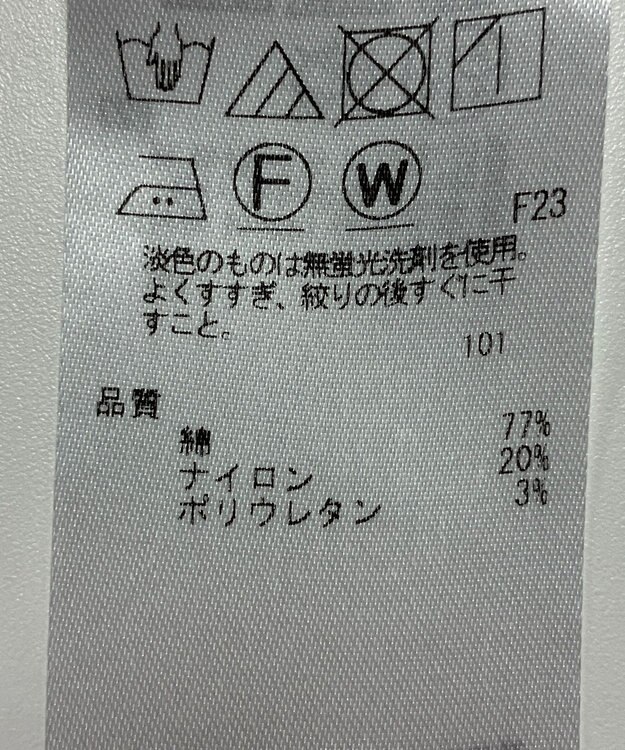 F
W
F23
淡色のものは無蛍光洗剤を使用。
よくすすぎ、絞りの後すぐに干
すこと。
101
品質
綿 77%
ナイロン 20%
ポリウレタン 3%